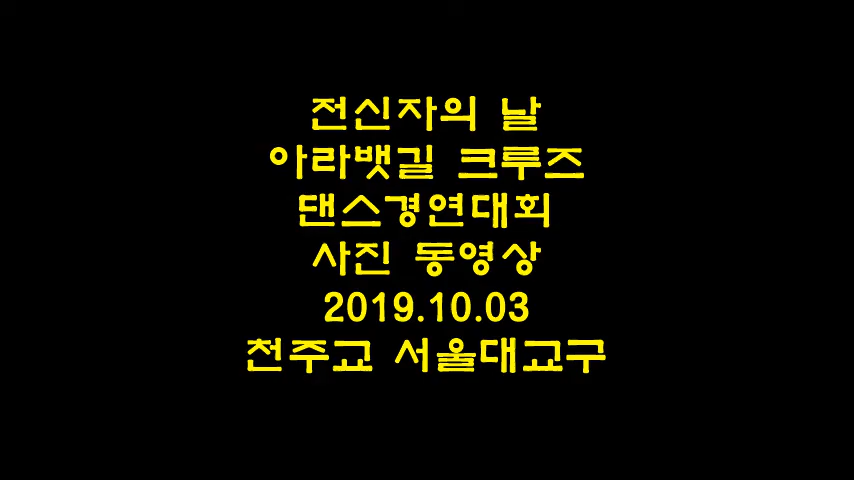 전신자의 날
아라뱃길 크루즈
댄스경연대회
사진 동영상
2019.10.03
천주교 서울대교구